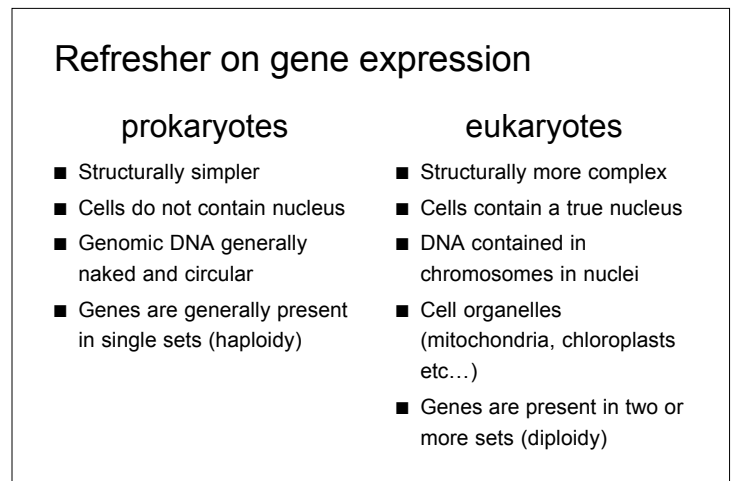 Refresher on gene expression
prokaryotes
■ Structurally simpler
■ Cells do not contain nucleus
■ Genomic DNA generally
naked and circular
■ Genes are generally present
in single sets (haploidy)
eukaryotes
■ Structurally more complex
■ Cells contain a true nucleus
■ DNA contained in
chromosomes in nuclei
■ Cell organelles
(mitochondria, chloroplasts
etc…)
■ Genes are present in two or
more sets (diploidy)